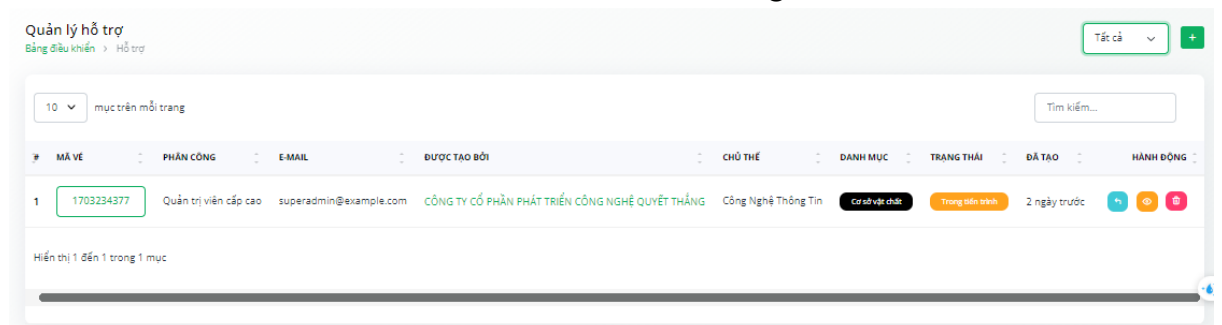 Quản lý hỗ trợ
Bảng điều khiển > Hỗ trợ
Tất cả
+
10 mục trên mỗi trang
Tìm kiếm...
# MÃ VÉ PHÂN CÔNG E-MAIL ĐƯỢC TẠO BỞI CHỦ THỂ DANH MỤC TRẠNG THÁI ĐÃ TẠO HÀNH ĐỘNG
1 1703234377 Quản trị viên cấp cao superadmin@example.com CÔNG TY CỔ PHẦN PHÁT TRIỂN CÔNG NGHỆ QUYẾT THẮNG Công Nghệ Thông Tin Cơ sở vật chất Trong tiến trình 2 ngày trước
Hiển thị 1 đến 1 trong 1 mục